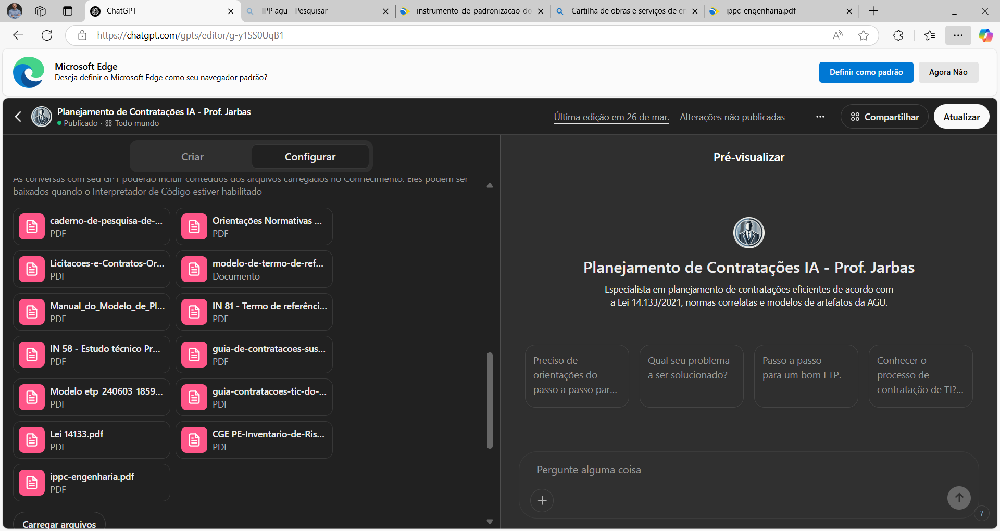 ChatGPT
IPP agu - Pesquisar
instrumento-de-padronizacao-do
Cartilha de obras e serviços de en
ippc-engenharia.pdf
https://chatgpt.com/gpts/editor/g-y1SS0UqB1
Microsoft Edge
Deseja definir o Microsoft Edge como seu navegador padrão?
Definir como padrão
Agora Não
Planejamento de Contratações IA - Prof. Jarbas
Publicado · Todo mundo
Última edição em 26 de mar.
Alterações não publicadas
Compartilhar
Atualizar
Criar
Configurar
As conversas com seu GPT poderão incluir conteúdos dos arquivos carregados no Conhecimento. Eles podem ser
baixados quando o Interpretador de Código estiver habilitado
caderno-de-pesquisa-de-...
PDF
Orientações Normativas ...
PDF
Licitacoes-e-Contratos-Or...
PDF
modelo-de-termo-de-ref...
Documento
Manual_do_Modelo_de_Pl...
PDF
IN 81 - Termo de referênci...
PDF
IN 58 - Estudo técnico Pr...
PDF
guia-de-contratacoes-sus...
PDF
Modelo etp_240603_1859...
PDF
guia-contratacoes-tic-do-...
PDF
Lei 14133.pdf
PDF
CGE PE-Inventario-de-Ris...
PDF
ippc-engenharia.pdf
PDF
Carregar arquivos
Pré-visualizar
Planejamento de Contratações IA - Prof. Jarbas
Especialista em planejamento de contratações eficientes de acordo com
a Lei 14.133/2021, normas correlatas e modelos de artefatos da AGU.
Preciso de
orientações do
passo a passo par...
Qual seu problema
a ser solucionado?
Passo a passo
para um bom ETP.
Conhecer o
processo de
contratação de TI?...
Pergunte alguma coisa
?